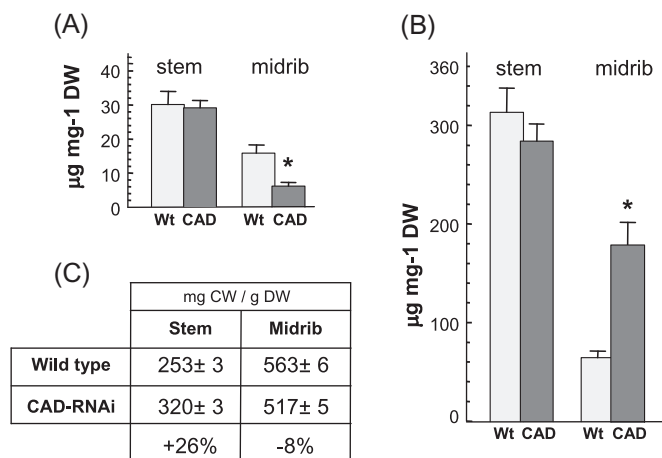 (A)
stem midrib
µg mg-1 DW
40
30
20
10
0
*
Wt CAD Wt CAD
(B)
stem midrib
µg mg-1 DW
360
300
200
100
0
*
Wt CAD Wt CAD
(C)
mg CW / g DW
Stem Midrib
Wild type 253± 3 563± 6
CAD-RNAi 320± 3 517± 5
+26% -8%